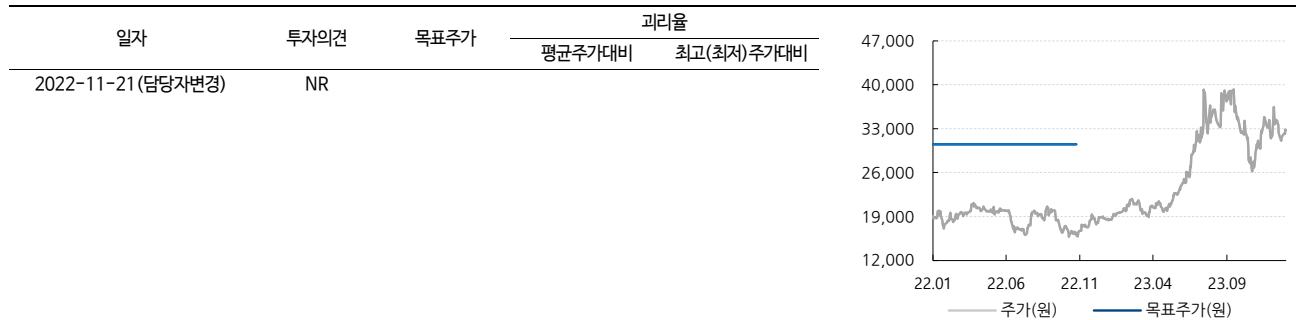 일자 투자의견 목표주가 괴리율
평균주가대비 최고(최저)주가대비
2022-11-21(담당자변경) NR
47,000
40,000
33,000
26,000
19,000
12,000
22.01 22.06 22.11 23.04 23.09
주가(원) 목표주가(원)